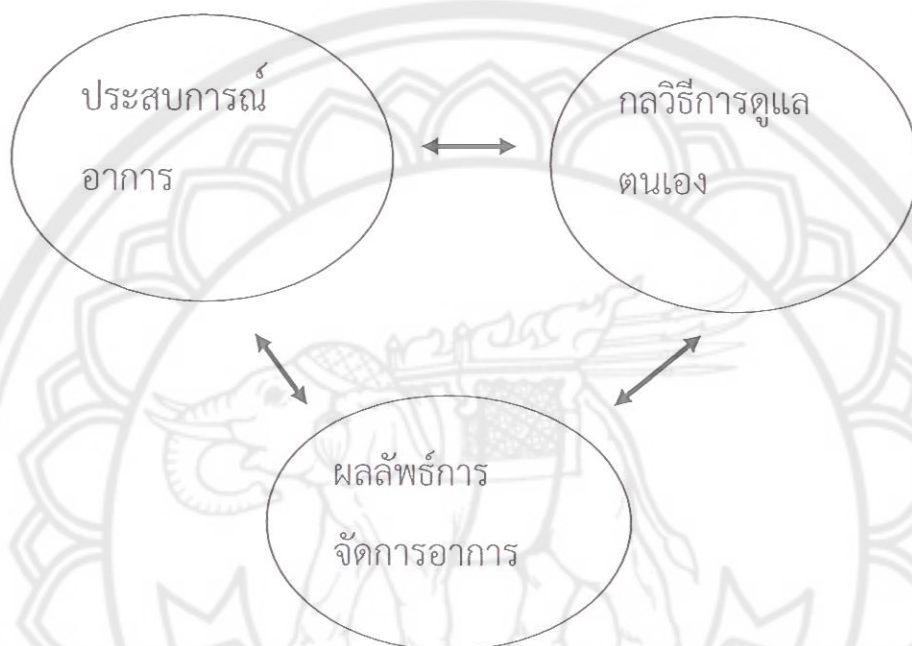 ประสบการณ์
อาการ
กลวิธีการดูแล
ตนเอง
ผลลัพธ์การ
จัดการอาการ